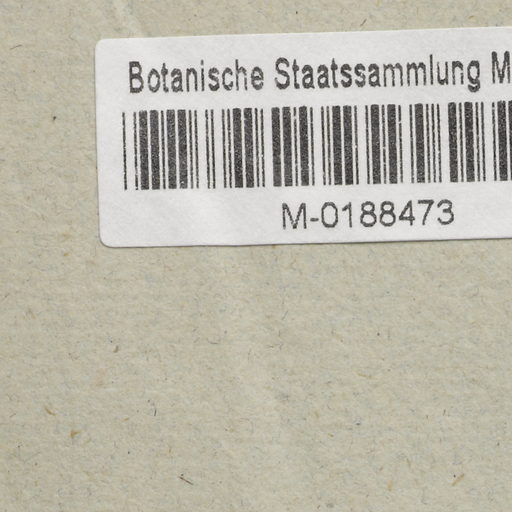 Botanische Staatssammlung M
M-0188473